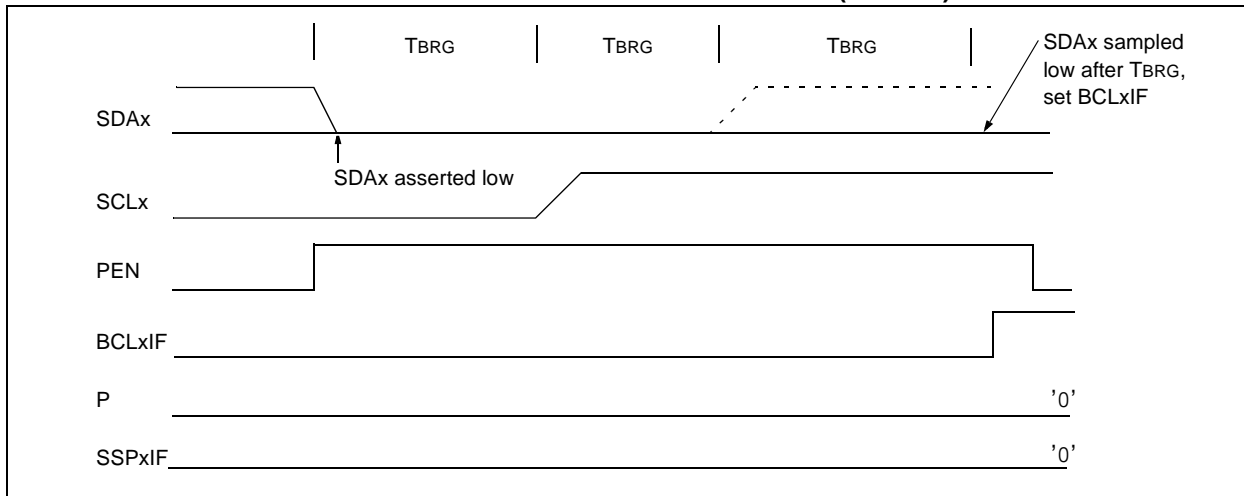 TBRG TBRG TBRG
SDAx sampled
low after TBRG,
set BCLxIF
SDAx
SDAx asserted low
SCLx
PEN
BCLxIF
P '0'
SSPxIF '0'